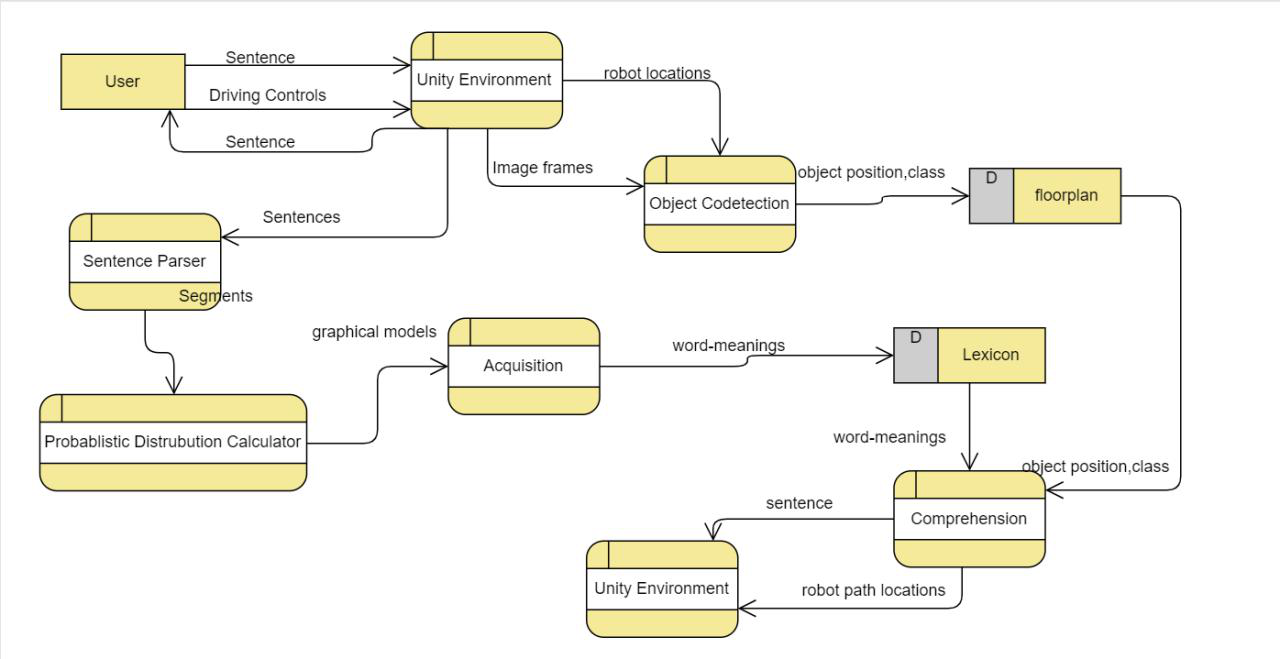 Sentence
User
Unity Environment
robot locations
Driving Controls
Sentence
Image frames
object position,class
D
floorplan
Object Codetection
Sentences
Sentence Parser
Segments
graphical models
Acquisition
word-meanings
D
Lexicon
Probablistic Distrubution Calculator
word-meanings
object position,class
sentence
Comprehension
Unity Environment
robot path locations